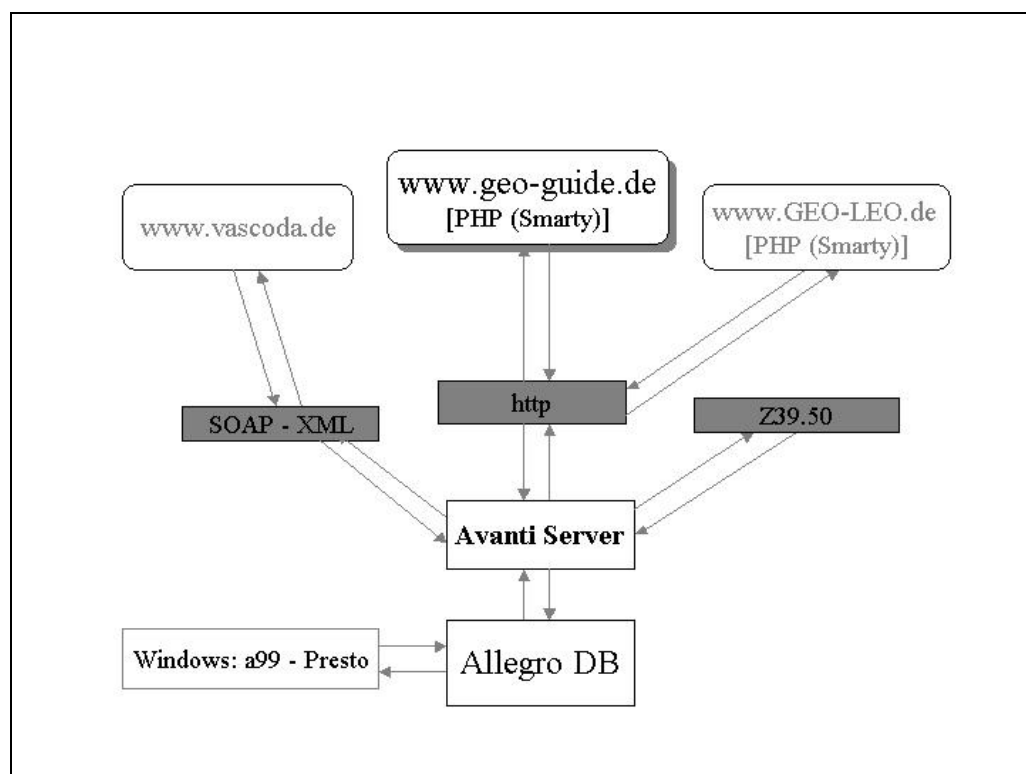 www.geo-guide.de
[PHP (Smarty)]
www.vascoda.de
www.GEO-LEO.de
[PHP (Smarty)]
http
SOAP - XML
Z39.50
Avanti Server
Windows: a99 - Presto
Allegro DB